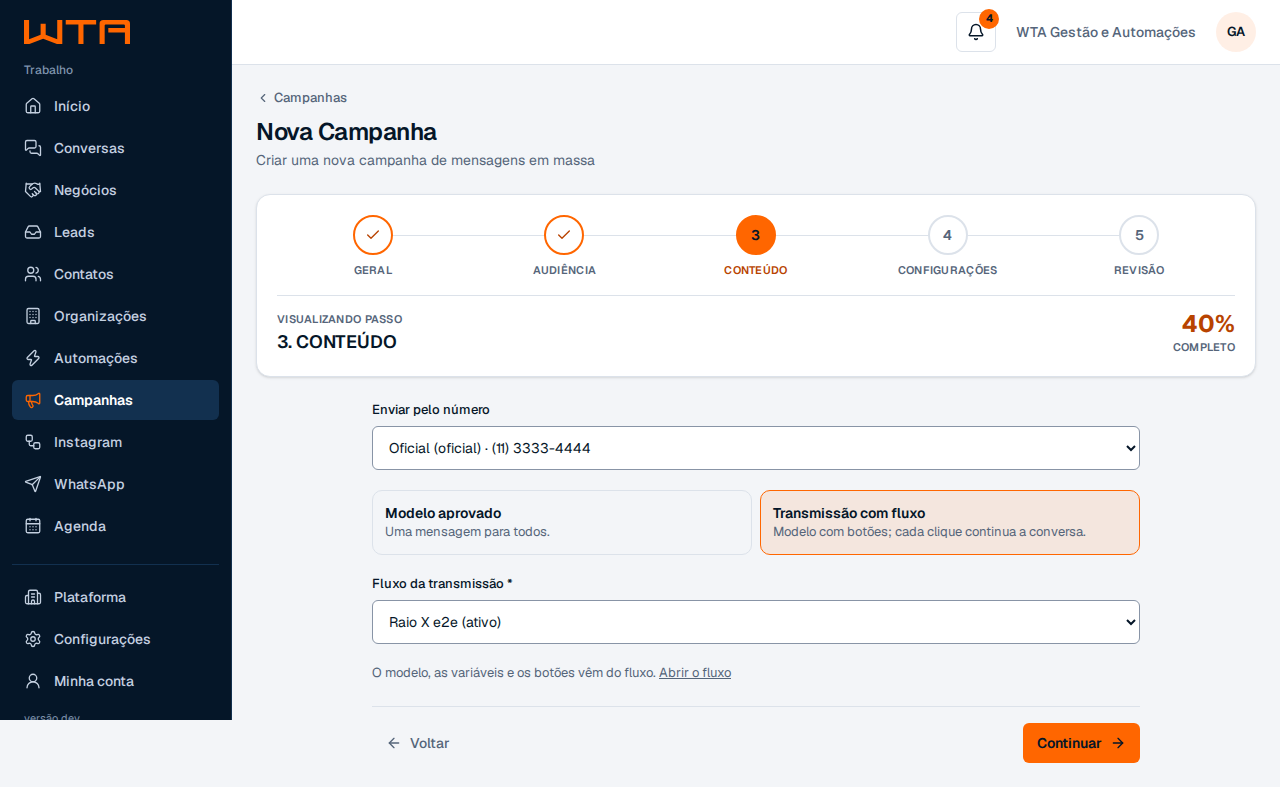 WTA
Trabalho
Início
Conversas
Negócios
Leads
Contatos
Organizações
Automações
Campanhas
Instagram
WhatsApp
Agenda
Plataforma
Configurações
Minha conta
versão dev
4
WTA Gestão e Automações
GA
Campanhas
Nova Campanha
Criar uma nova campanha de mensagens em massa
3
4
5
GERAL
AUDIÊNCIA
CONTEÚDO
CONFIGURAÇÕES
REVISÃO
VISUALIZANDO PASSO
3. CONTEÚDO
40%
COMPLETO
Enviar pelo número
Oficial (oficial) · (11) 3333-4444
Modelo aprovado
Uma mensagem para todos.
Transmissão com fluxo
Modelo com botões; cada clique continua a conversa.
Fluxo da transmissão *
Raio X e2e (ativo)
O modelo, as variáveis e os botões vêm do fluxo. Abrir o fluxo
Voltar
Continuar